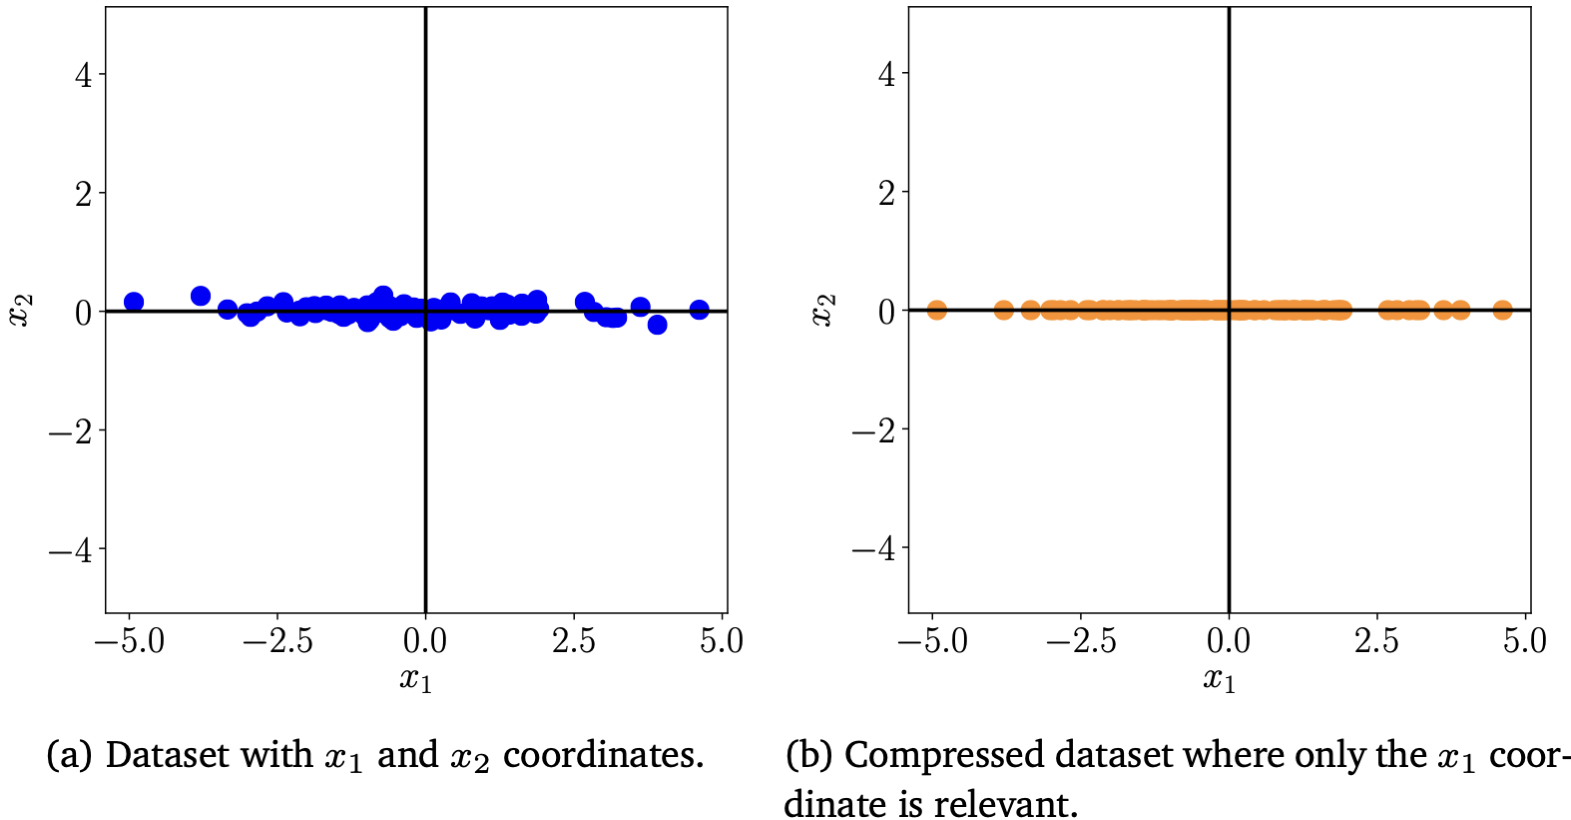 4
2
0
−2
−4
x₂
−5.0 −2.5 0.0 2.5 5.0
x₁
4
2
0
−2
−4
x₂
−5.0 −2.5 0.0 2.5 5.0
x₁
(a) Dataset with x₁ and x₂ coordinates.
(b) Compressed dataset where only the x₁ coor-
dinate is relevant.